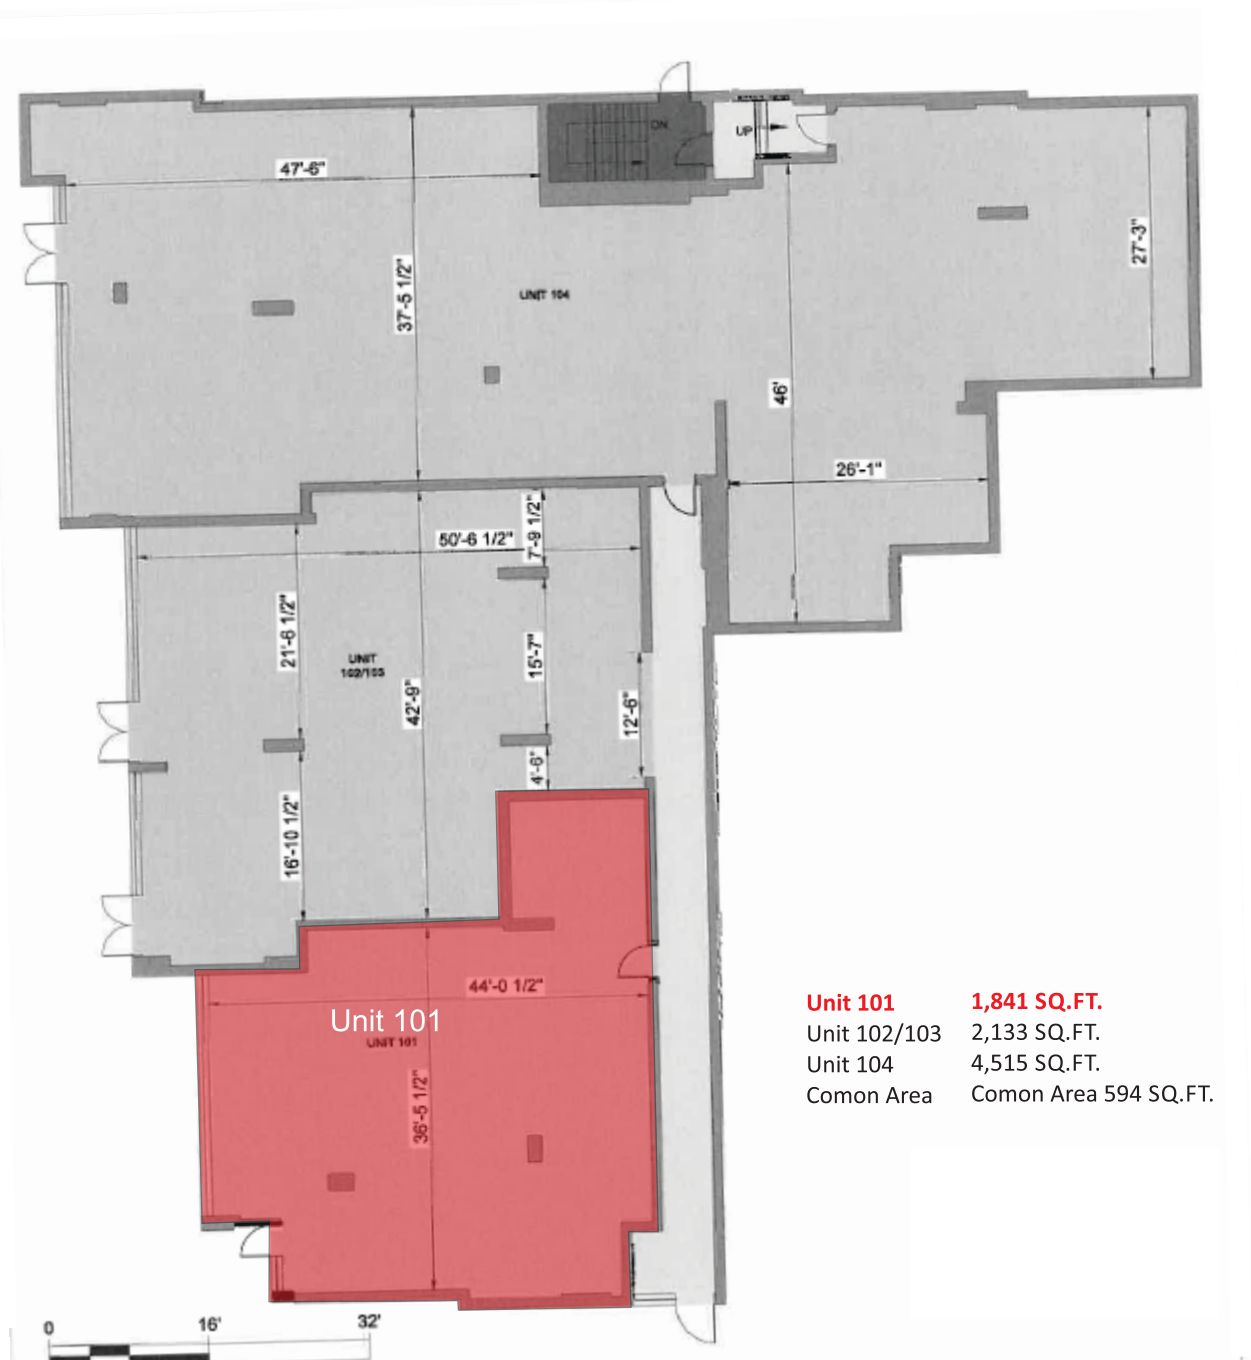 DN
UP
47'-6"
27'-3"
37'-5 1/2"
UNIT 104
46'
26'-1"
50'-6 1/2"
7'-9 1/2"
21'-6 1/2"
15'-7"
UNIT
102/103
42'-9"
12'-6"
4'-6"
16'-10 1/2"
44'-0 1/2"
Unit 101
UNIT 101
36'-5 1/2"
Unit 101 1,841 SQ.FT.
Unit 102/103 2,133 SQ.FT.
Unit 104 4,515 SQ.FT.
Comon Area Comon Area 594 SQ.FT.
0 16' 32'